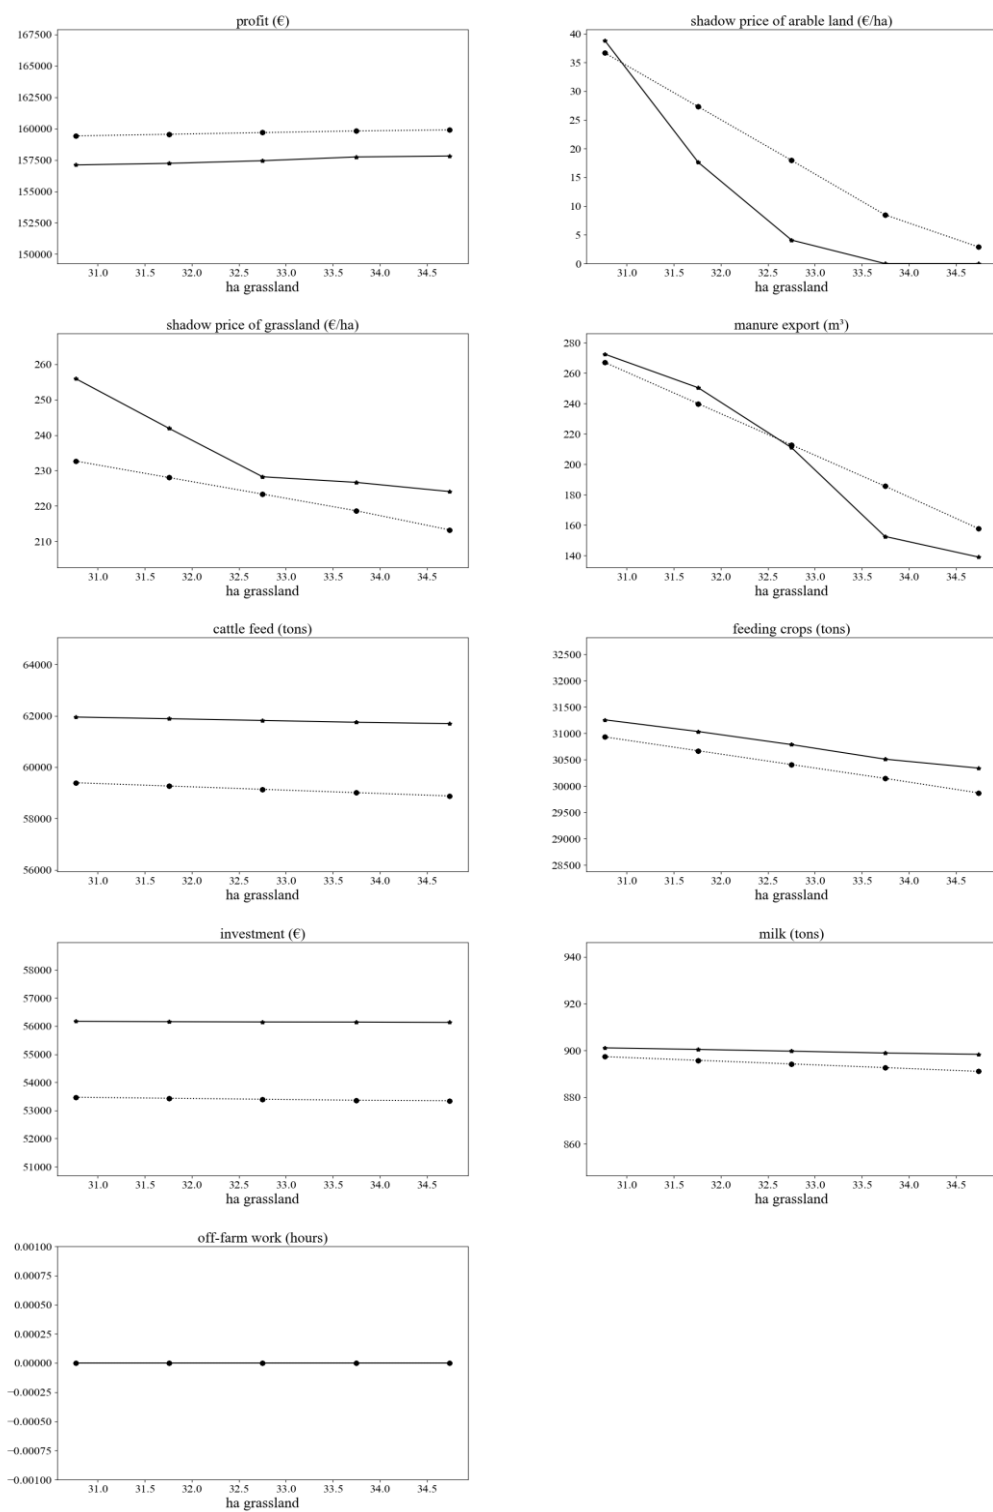 profit (€)
167500
165000
162500
160000
157500
155000
152500
150000
31.0 31.5 32.0 32.5 33.0 33.5 34.0 34.5
ha grassland
shadow price of arable land (€/ha)
40
35
30
25
20
15
10
5
0
31.0 31.5 32.0 32.5 33.0 33.5 34.0 34.5
ha grassland
shadow price of grassland (€/ha)
260
250
240
230
220
210
31.0 31.5 32.0 32.5 33.0 33.5 34.0 34.5
ha grassland
manure export (m³)
280
260
240
220
200
180
160
140
31.0 31.5 32.0 32.5 33.0 33.5 34.0 34.5
ha grassland
cattle feed (tons)
64000
62000
60000
58000
56000
31.0 31.5 32.0 32.5 33.0 33.5 34.0 34.5
ha grassland
feeding crops (tons)
32500
32000
31500
31000
30500
30000
29500
29000
28500
31.0 31.5 32.0 32.5 33.0 33.5 34.0 34.5
ha grassland
investment (€)
58000
57000
56000
55000
54000
53000
52000
51000
31.0 31.5 32.0 32.5 33.0 33.5 34.0 34.5
ha grassland
milk (tons)
940
920
900
880
860
31.0 31.5 32.0 32.5 33.0 33.5 34.0 34.5
ha grassland
off-farm work (hours)
0.00100
0.00075
0.00050
0.00025
0.00000
−0.00025
−0.00050
−0.00075
−0.00100
31.0 31.5 32.0 32.5 33.0 33.5 34.0 34.5
ha grassland